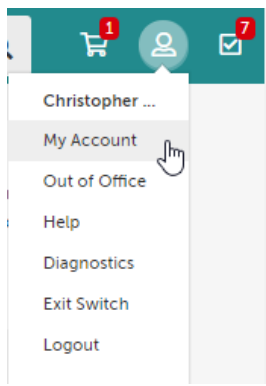 1
7
Christopher ...
My Account
Out of Office
Help
Diagnostics
Exit Switch
Logout